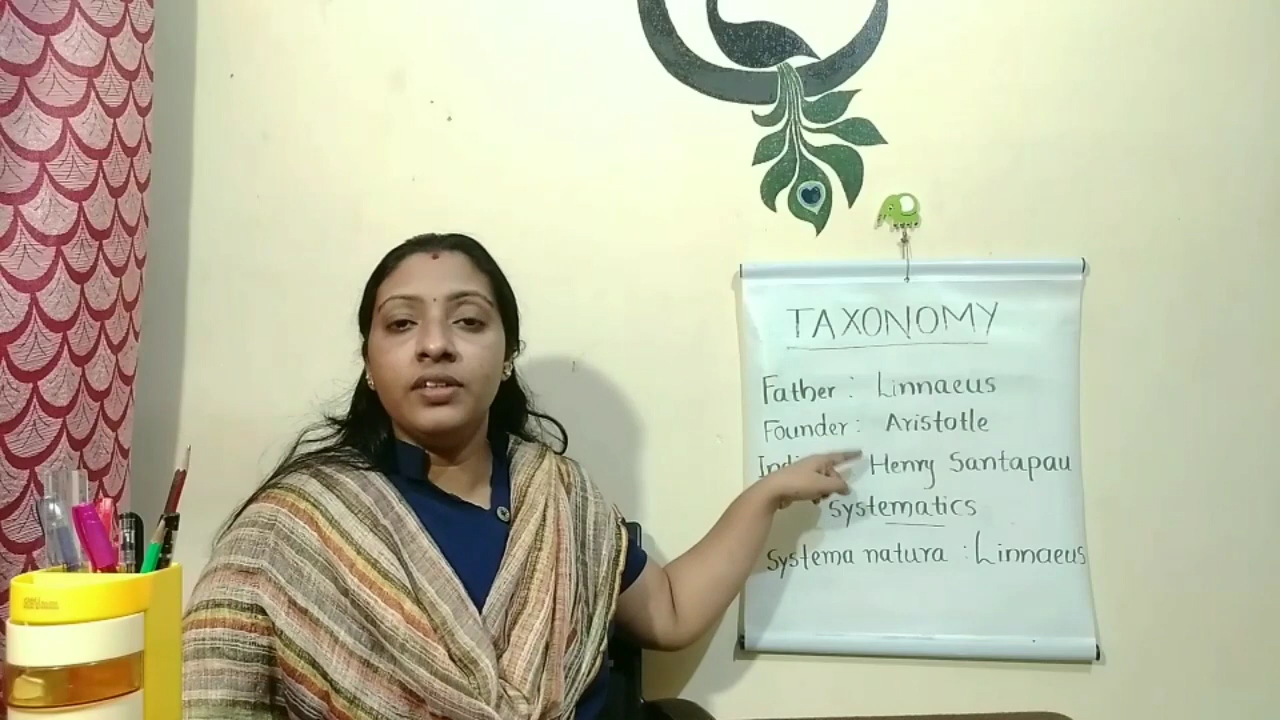 TAXONOMY
Father : Linnaeus
Founder : Aristotle
Henry Santapau
Systematics
Systema natura : Linnaeus